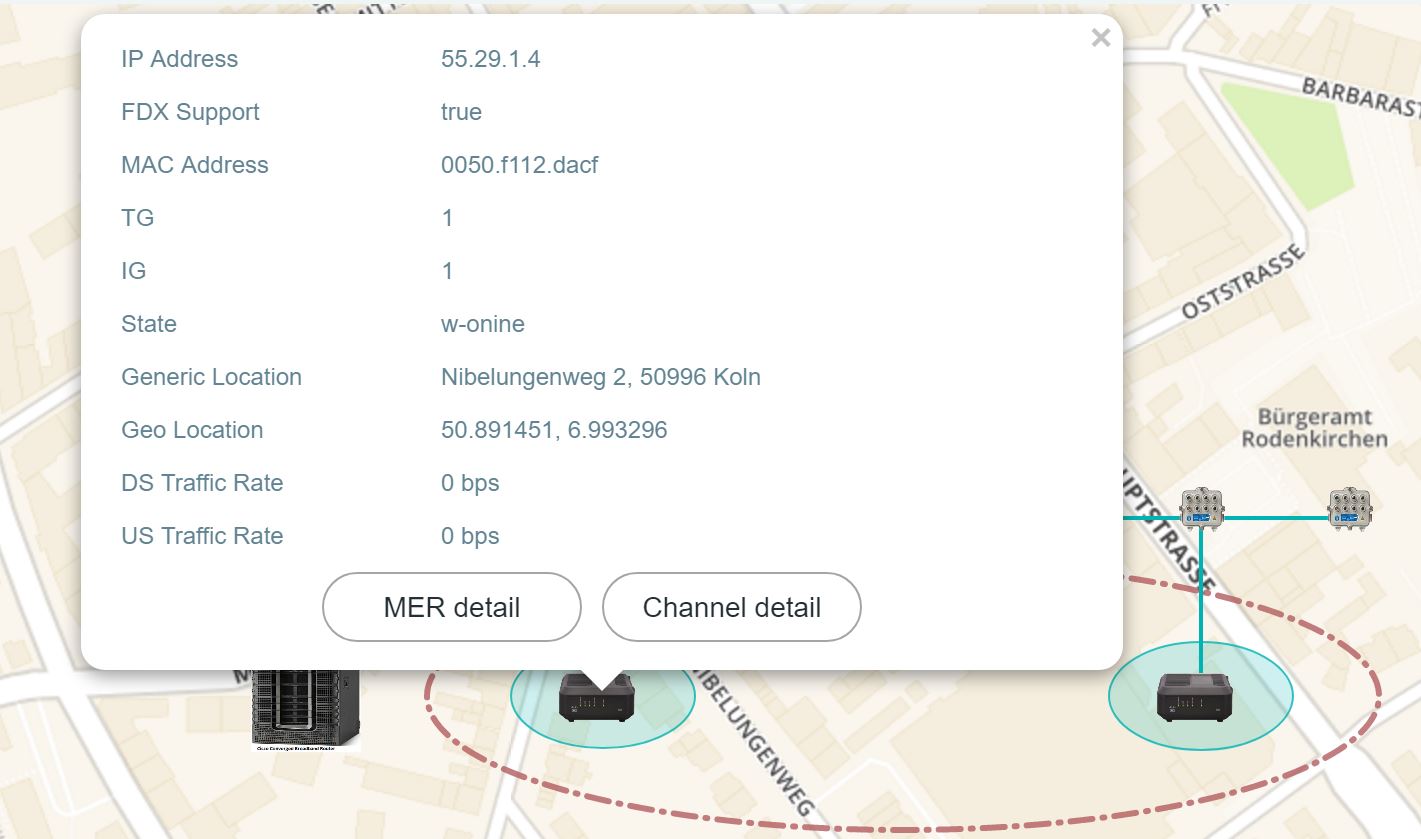 IP Address 55.29.1.4
FDX Support true
MAC Address 0050.f112.dacf
TG 1
IG 1
State w-onine
Generic Location Nibelungenweg 2, 50996 Koln
Geo Location 50.891451, 6.993296
DS Traffic Rate 0 bps
US Traffic Rate 0 bps
MER detail Channel detail
×
BARBARAST
OSTSTRASSE
Bürgeramt
Rodenkirchen
UPTSTRASSE
IBELUNGENWEG
Cisco Converged Broadband Router